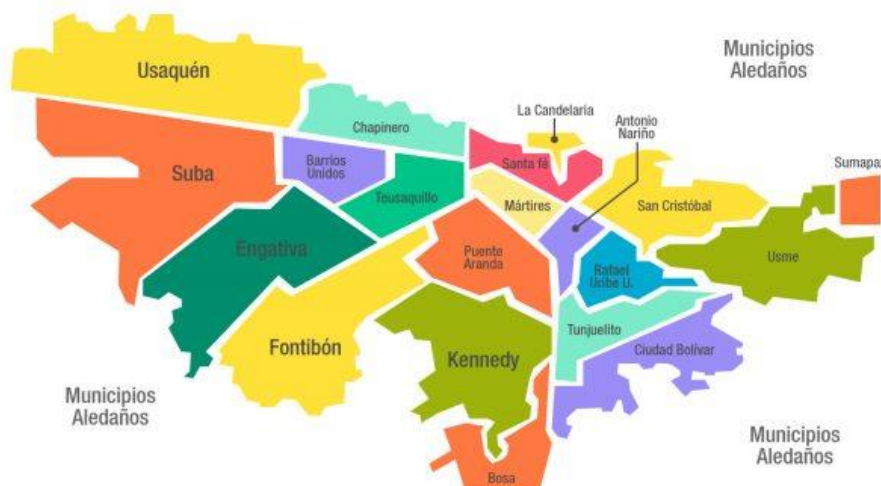 Usaquén
Municipios
Aledaños
La Candelaria
Antonio
Nariño
Chapinero
Suba
Barrios
Unidos
Santa fé
Sumapaz
Teusaquillo
Mártires
San Cristóbal
Engativa
Puente
Aranda
Rafael
Uribe U.
Usme
Fontibón
Kennedy
Tunjuelito
Ciudad Bolívar
Municipios
Aledaños
Municipios
Aledaños
Bosa